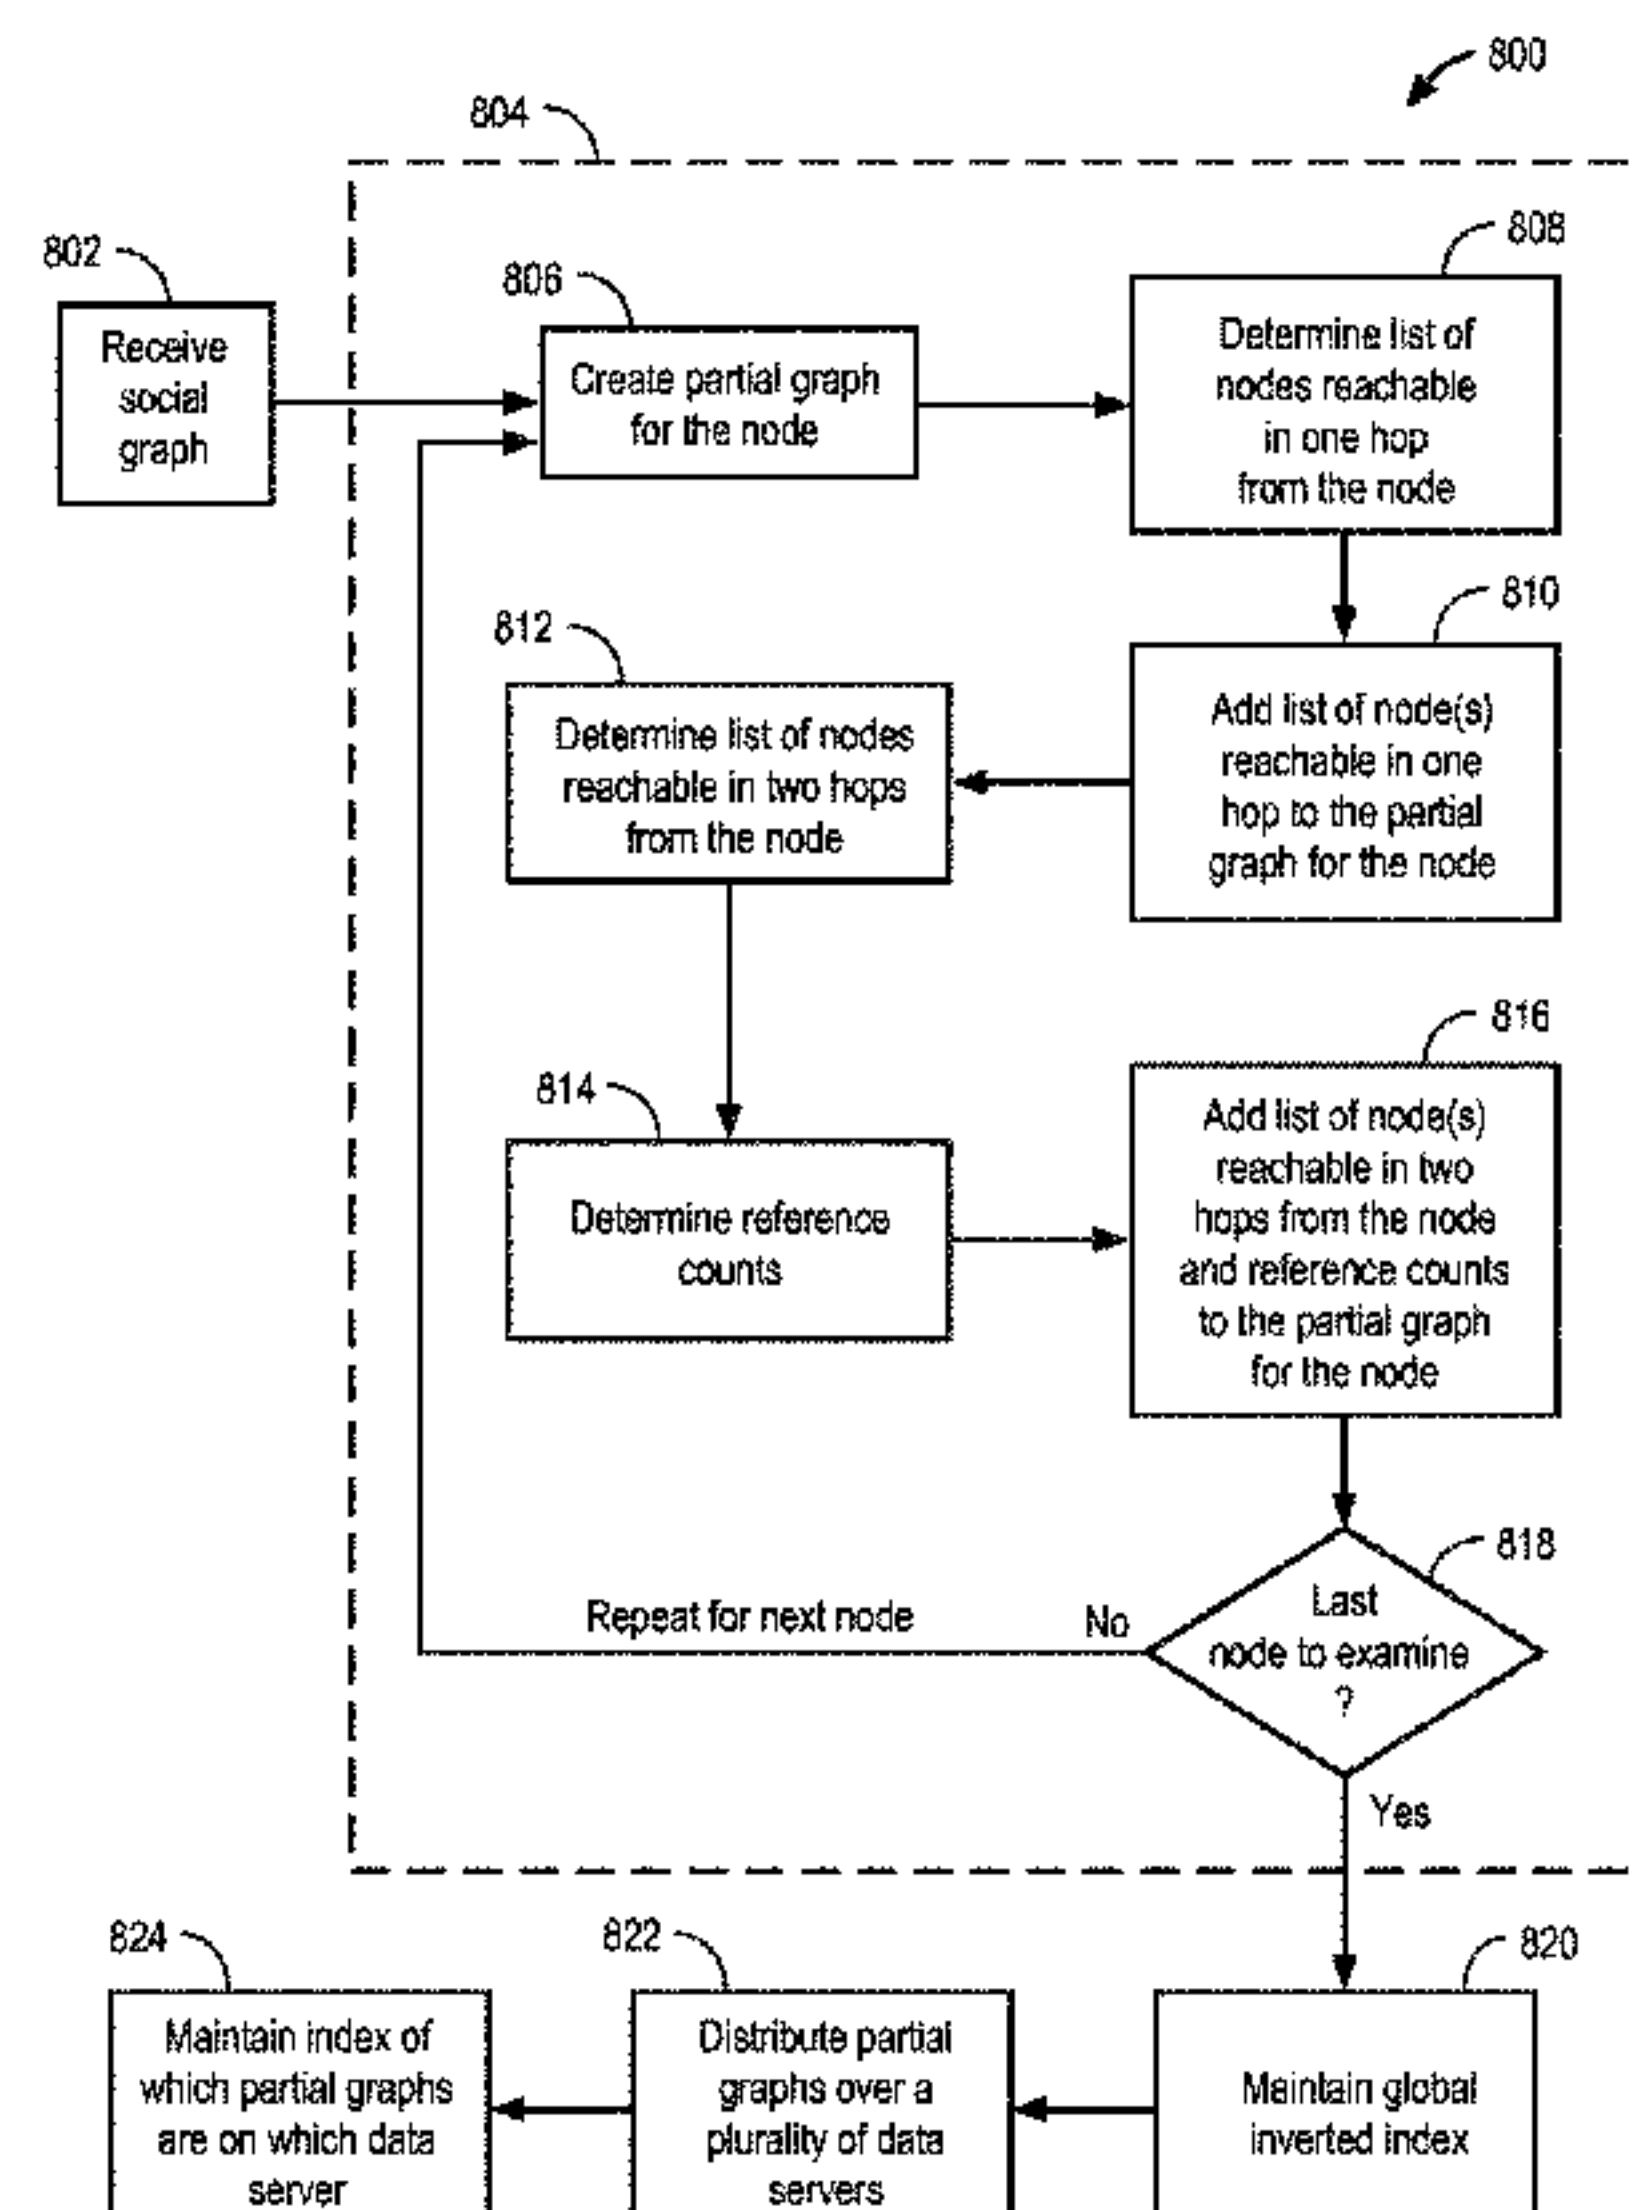 800
804
802
Receive
social
graph
806
Create partial graph
for the node
808
Determine list of
nodes reachable
in one hop
from the node
810
Add list of node(s)
reachable in one
hop to the partial
graph for the node
812
Determine list of nodes
reachable in two hops
from the node
814
Determine reference
counts
816
Add list of node(s)
reachable in two
hops from the node
and reference counts
to the partial graph
for the node
818
Last
node to examine
?
No
Repeat for next node
Yes
820
Maintain global
inverted index
822
Distribute partial
graphs over a
plurality of data
servers
824
Maintain index of
which partial graphs
are on which data
server